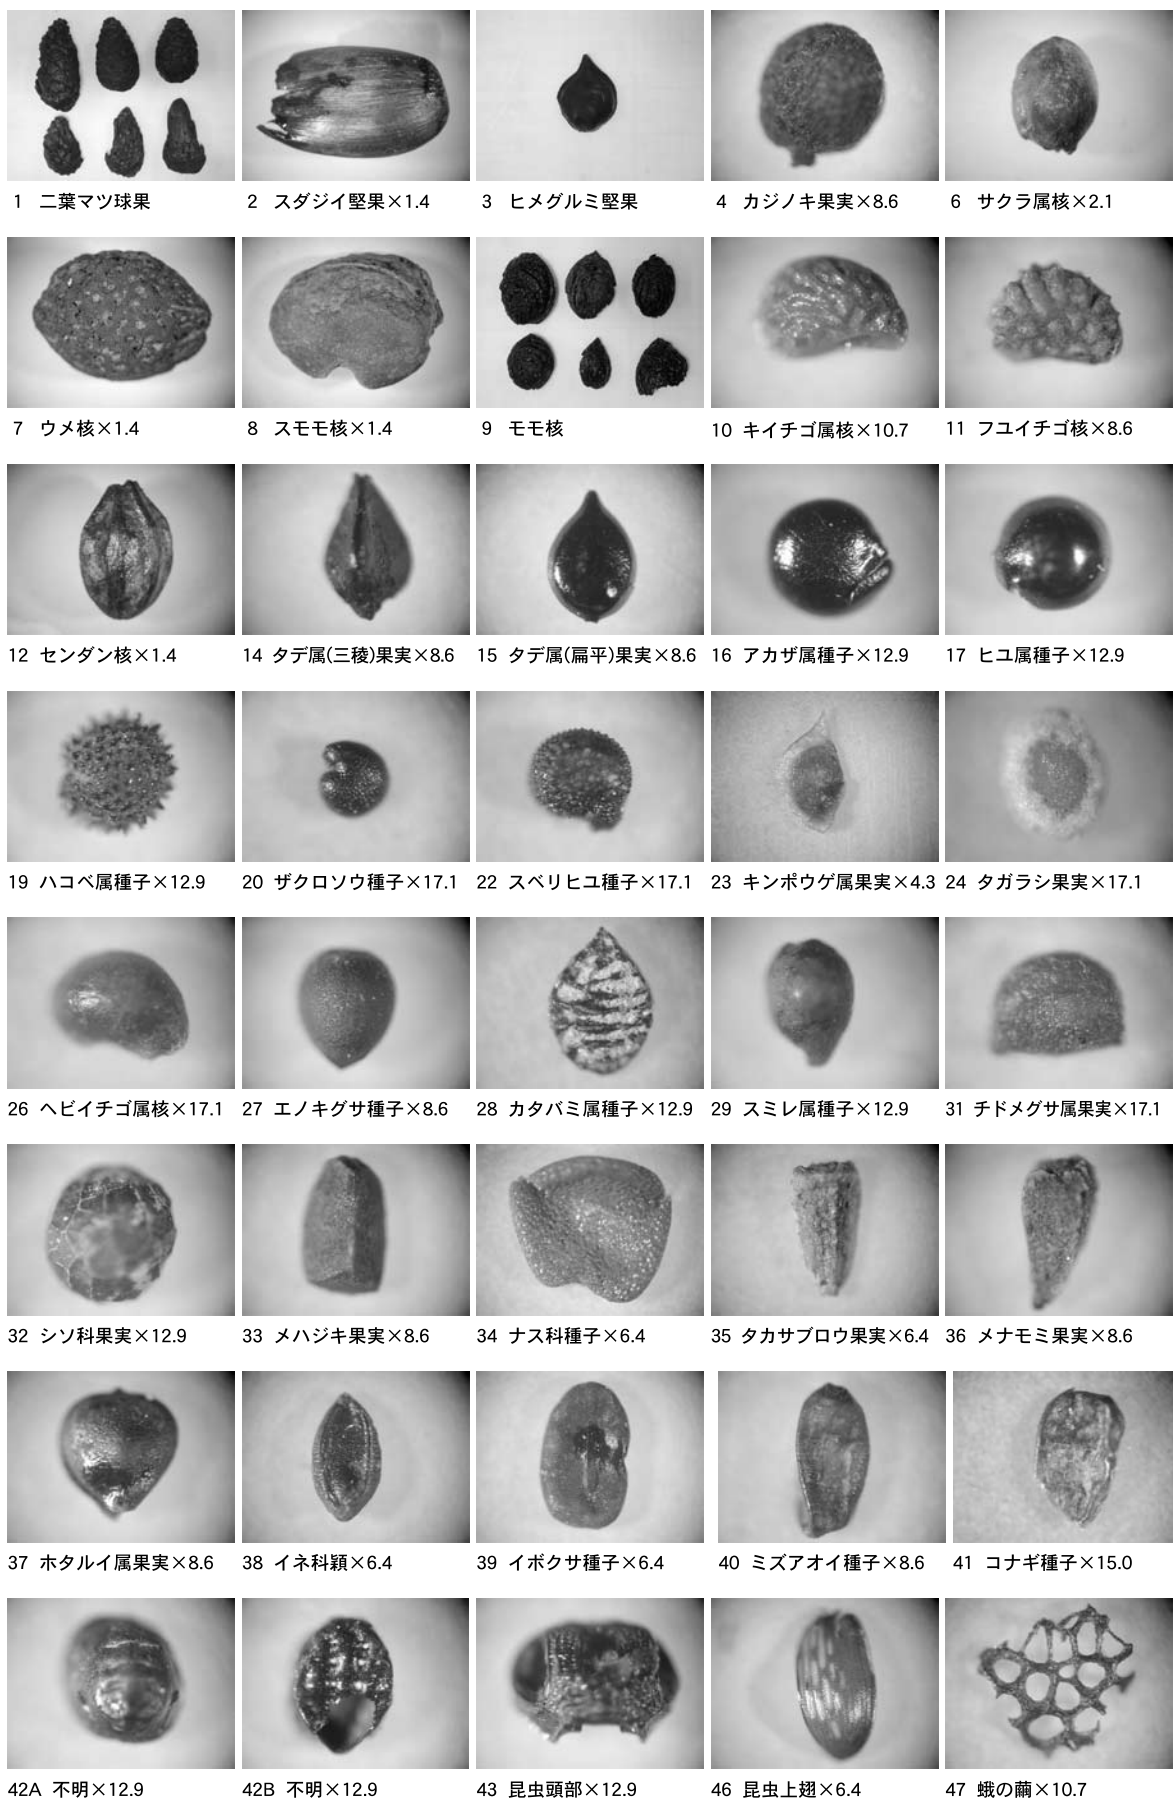 1 二葉マツ球果
2 スダジイ堅果×1.4
3 ヒメグルミ堅果
4 カジノキ果実×8.6
6 サクラ属核×2.1
7 ウメ核×1.4
8 スモモ核×1.4
9 モモ核
10 キイチゴ属核×10.7
11 フユイチゴ核×8.6
12 センダン核×1.4
14 タデ属(三稜)果実×8.6
15 タデ属(扁平)果実×8.6
16 アカザ属種子×12.9
17 ヒユ属種子×12.9
19 ハコベ属種子×12.9
20 ザクロソウ種子×17.1
22 スベリヒユ種子×17.1
23 キンポウゲ属果実×4.3
24 タガラシ果実×17.1
26 ヘビイチゴ属核×17.1
27 エノキグサ種子×8.6
28 カタバミ属種子×12.9
29 スミレ属種子×12.9
31 チドメグサ属果実×17.1
32 シソ科果実×12.9
33 メハジキ果実×8.6
34 ナス科種子×6.4
35 タカサブロウ果実×6.4
36 メナモミ果実×8.6
37 ホタルイ属果実×8.6
38 イネ科穎×6.4
39 イボクサ種子×6.4
40 ミズアオイ種子×8.6
41 コナギ種子×15.0
42A 不明×12.9
42B 不明×12.9
43 昆虫頭部×12.9
46 昆虫上翅×6.4
47 蛾の繭×10.7